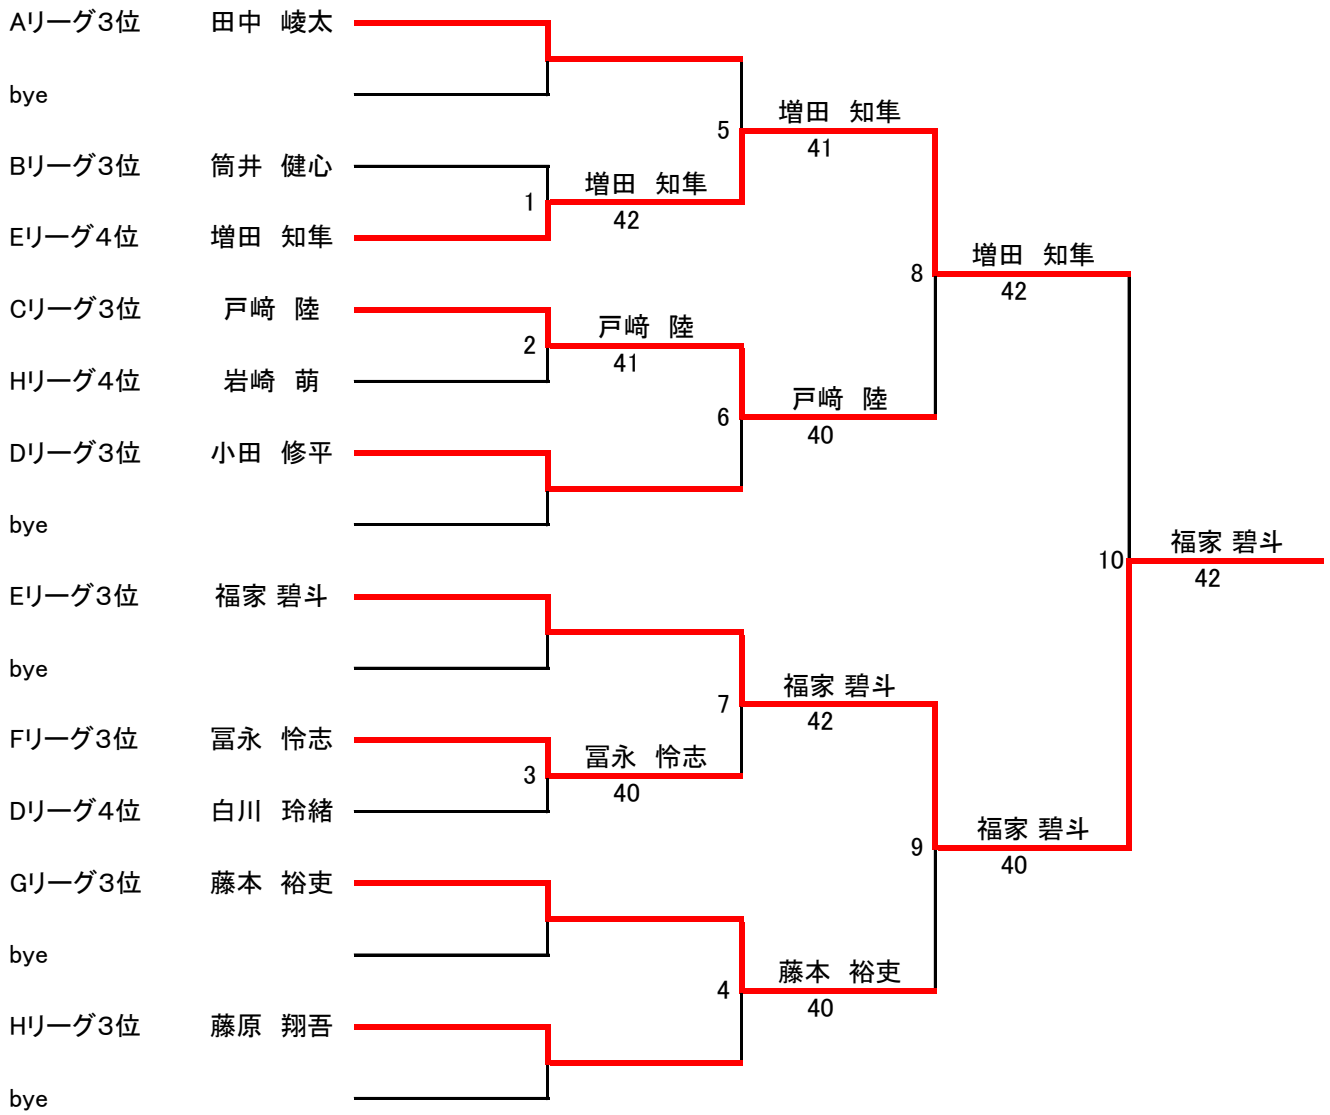 Aリーグ３位 田中　崚太
bye
増田　知隼
5
41
Bリーグ３位 筒井　健心
増田　知隼
1
42
Eリーグ４位 増田　知隼
増田　知隼
8
42
Cリーグ３位 戸﨑　陸
戸﨑　陸
2
41
Hリーグ４位 岩崎　萌
戸﨑　陸
6
40
Dリーグ３位 小田　修平
bye
福家 碧斗
10
42
Eリーグ３位 福家 碧斗
bye
福家 碧斗
7
42
Fリーグ３位 冨永　怜志
冨永　怜志
3
40
Dリーグ４位 白川　玲緒
福家 碧斗
9
40
Gリーグ３位 藤本　裕吏
bye
藤本　裕吏
4
40
Hリーグ３位 藤原　翔吾
bye